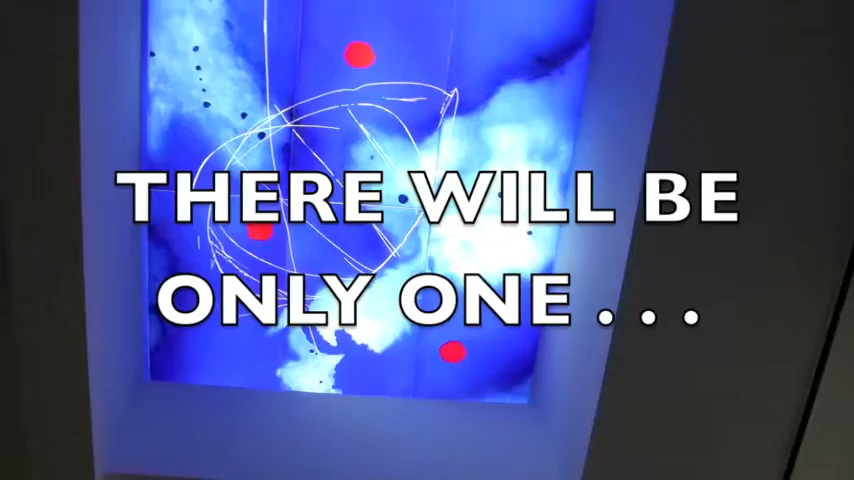 THERE WILL BE
ONLY ONE . . .